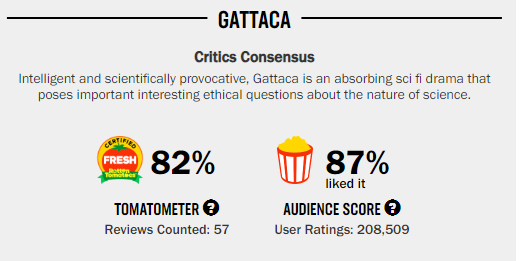 GATTACA
Critics Consensus
Intelligent and scientifically provocative, Gattaca is an absorbing sci fi drama that
poses important interesting ethical questions about the nature of science.
CERTIFIED
FRESH
Rotten
Tomatoes
82%
87%
liked it
TOMATOMETER ?
AUDIENCE SCORE ?
Reviews Counted: 57
User Ratings: 208,509